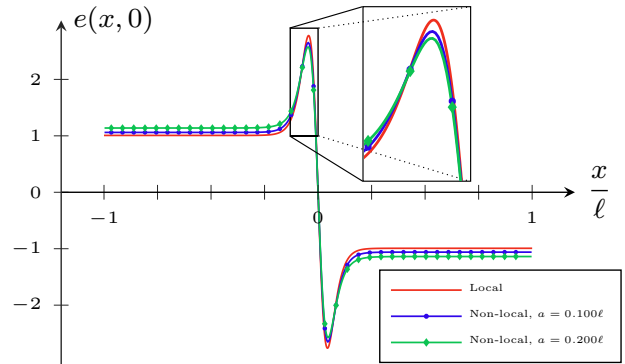 e(x, 0)
2
1
0
−1
−2
−1
0
1
x/ℓ
Local
Non-local, a = 0.100ℓ
Non-local, a = 0.200ℓ